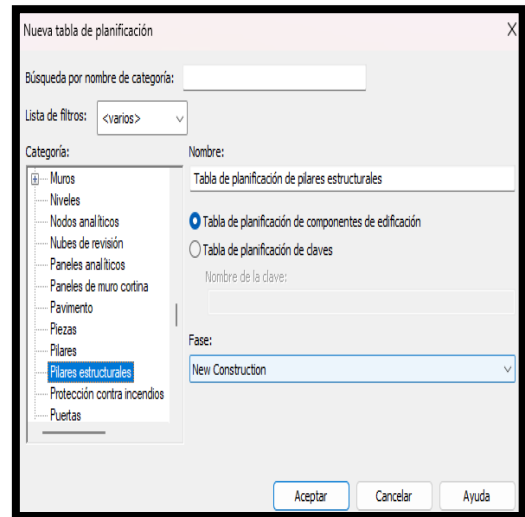 Nueva tabla de planificación X
Búsqueda por nombre de categoría:
Lista de filtros: <varios>
Categoría:
Muros
Niveles
Nodos analíticos
Nubes de revisión
Paneles analíticos
Paneles de muro cortina
Pavimento
Piezas
Pilares
Pilares estructurales
Protección contra incendios
Puertas
Nombre:
Tabla de planificación de pilares estructurales
Tabla de planificación de componentes de edificación
Tabla de planificación de claves
Nombre de la clave:
Fase:
New Construction
Aceptar Cancelar Ayuda